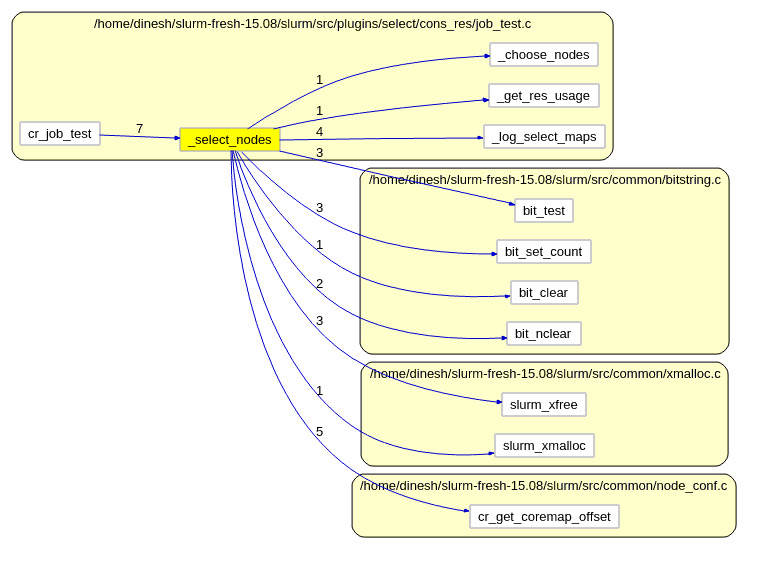 /home/dinesh/slurm-fresh-15.08/slurm/src/plugins/select/cons_res/job_test.c
_choose_nodes
1
_get_res_usage
1
cr_job_test
7
_select_nodes
4
_log_select_maps
3
/home/dinesh/slurm-fresh-15.08/slurm/src/common/bitstring.c
bit_test
3
bit_set_count
1
bit_clear
2
bit_nclear
3
/home/dinesh/slurm-fresh-15.08/slurm/src/common/xmalloc.c
slurm_xfree
1
slurm_xmalloc
5
/home/dinesh/slurm-fresh-15.08/slurm/src/common/node_conf.c
cr_get_coremap_offset